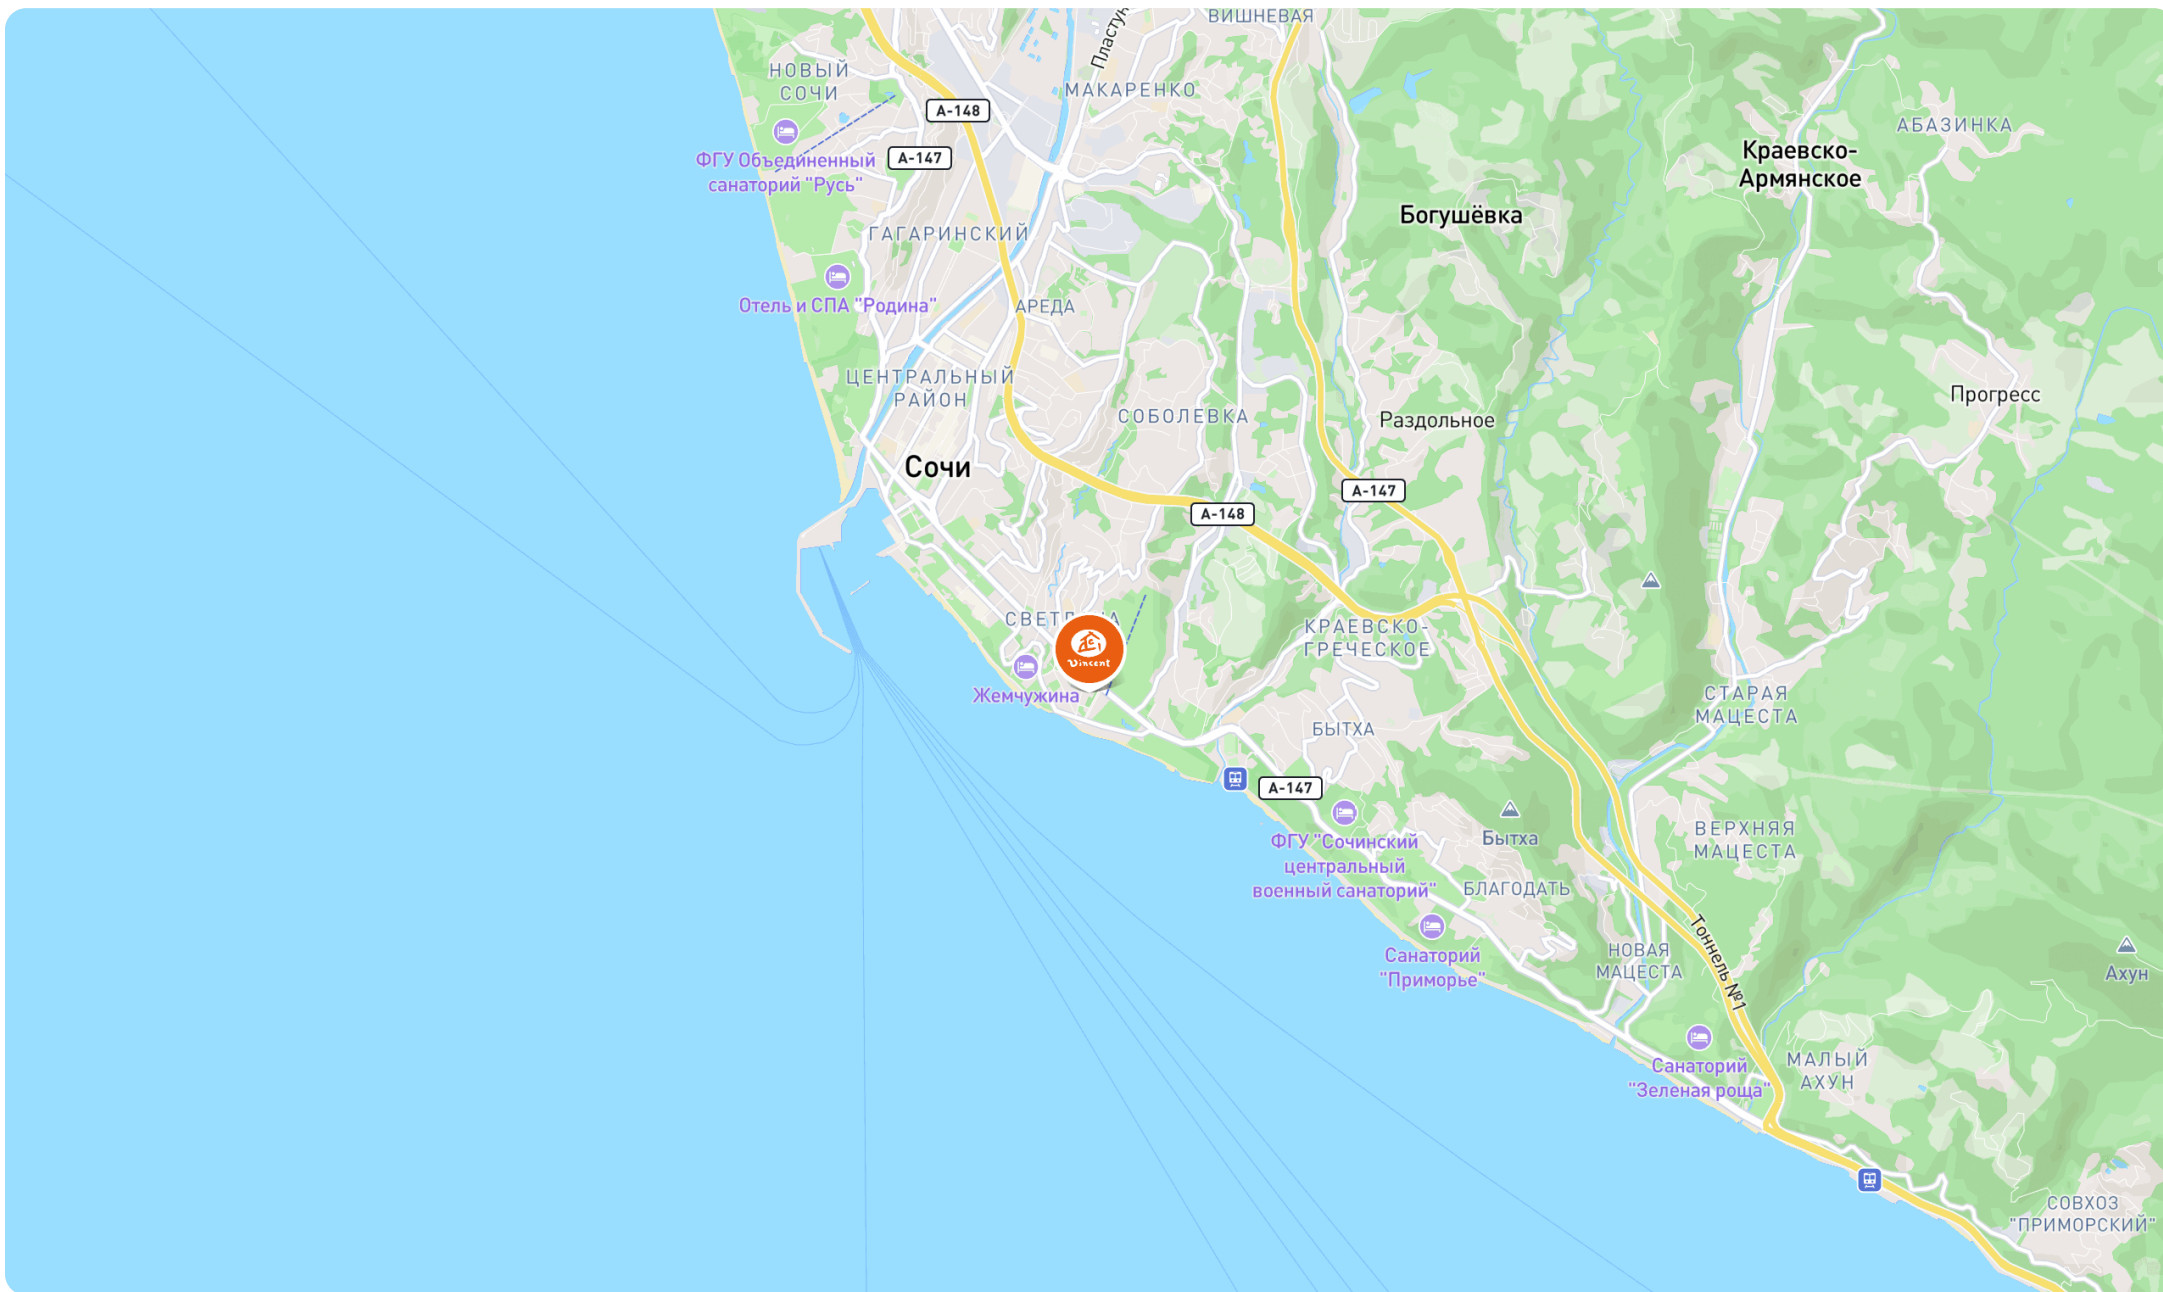 ВИШНЕВАЯ
НОВЫЙ
СОЧИ
МАКАРЕНКО
А-148
А-147
АБАЗИНКА
Краевско-
Армянское
ФГУ Объединенный
санаторий "Русь"
Богушёвка
ГАГАРИНСКИЙ
Отель и СПА "Родина"
АРЕДА
ЦЕНТРАЛЬНЫЙ
РАЙОН
Прогресс
СОБОЛЕВКА
Раздольное
Сочи
А-147
А-148
Vincent
КРАЕВСКО-
ГРЕЧЕСКОЕ
Жемчужина
СТАРАЯ
МАЦЕСТА
БЫТХА
А-147
ФГУ "Сочинский
центральный
военный санаторий"
Бытха
ВЕРХНЯЯ
МАЦЕСТА
БЛАГОДАТЬ
Санаторий
"Приморье"
НОВАЯ
МАЦЕСТА
Тоннель №1
Ахун
Санаторий
"Зеленая роща"
МАЛЫЙ
АХУН
СОВХОЗ
"ПРИМОРСКИЙ"